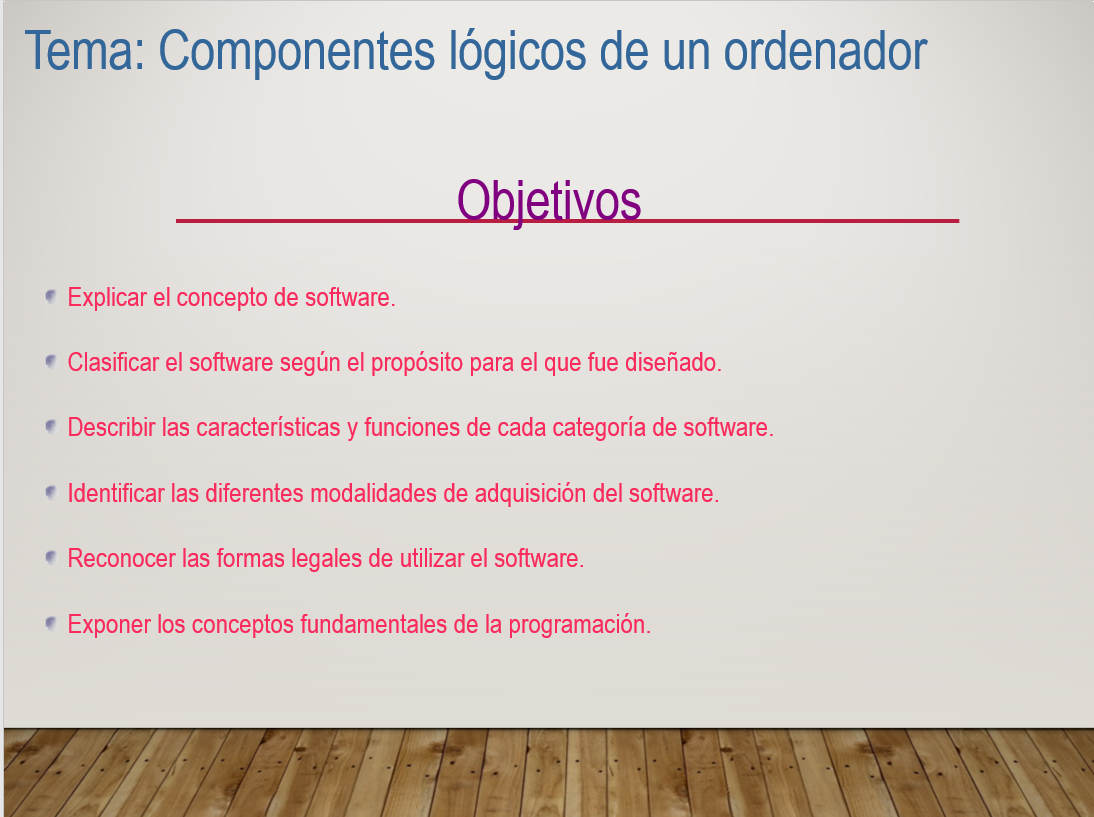 Tema: Componentes lógicos de un ordenador
Objetivos
Explicar el concepto de software.
Clasificar el software según el propósito para el que fue diseñado.
Describir las características y funciones de cada categoría de software.
Identificar las diferentes modalidades de adquisición del software.
Reconocer las formas legales de utilizar el software.
Exponer los conceptos fundamentales de la programación.